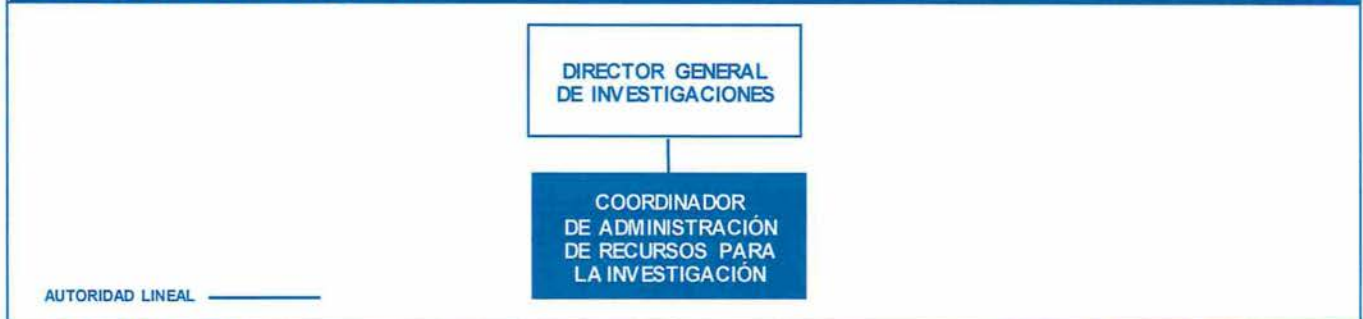 DIRECTOR GENERAL
DE INVESTIGACIONES
COORDINADOR
DE ADMINISTRACIÓN
DE RECURSOS PARA
LA INVESTIGACIÓN
AUTORIDAD LINEAL